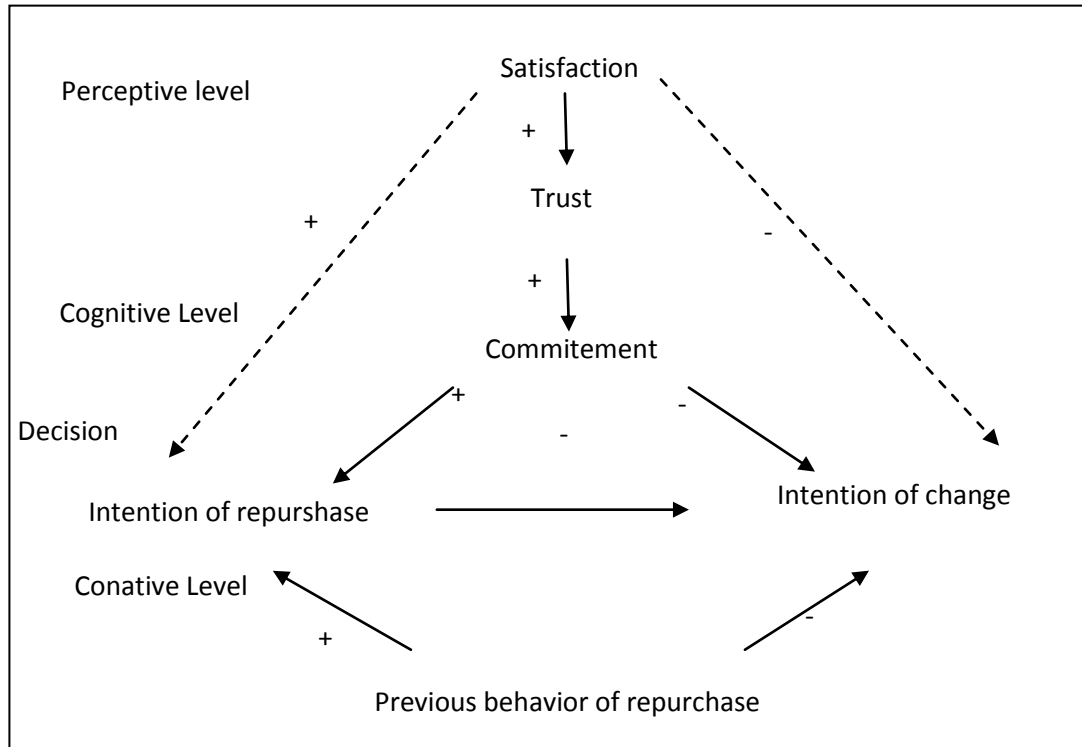 Satisfaction
Perceptive level
+
Trust
+
-
+
Cognitive Level
Commitement
+
-
Decision
-
Intention of change
Intention of repurshase
Conative Level
+
-
Previous behavior of repurchase